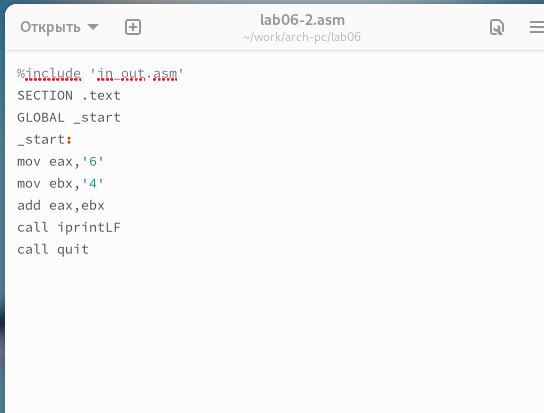 Открыть
lab06-2.asm
~/work/arch-pc/lab06
%include 'in_out.asm'
SECTION .text
GLOBAL _start
_start:
mov eax,'6'
mov ebx,'4'
add eax,ebx
call iprintLF
call quit